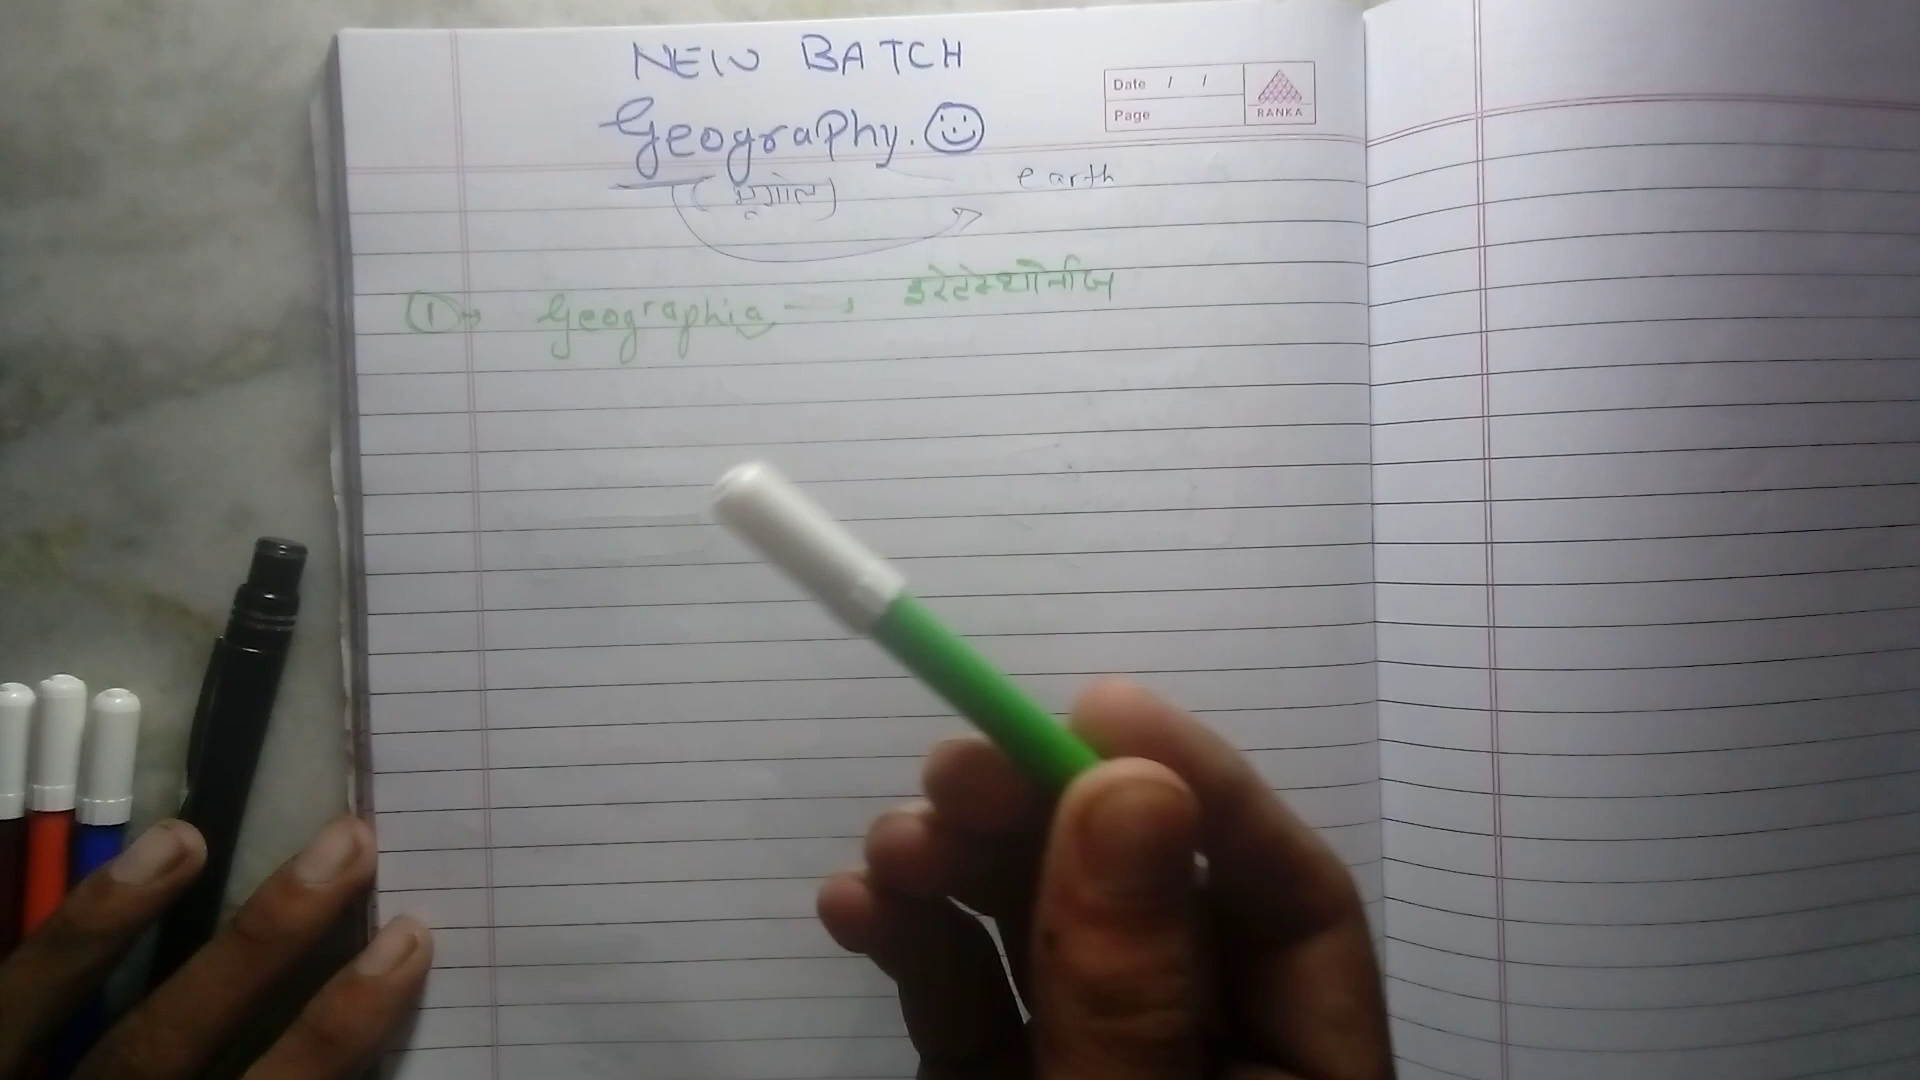 NEW BATCH
Geography.
Date / /
Page
RANKA
(भूगोल)
earth
① Geographia → इरेटेस्थोनीज